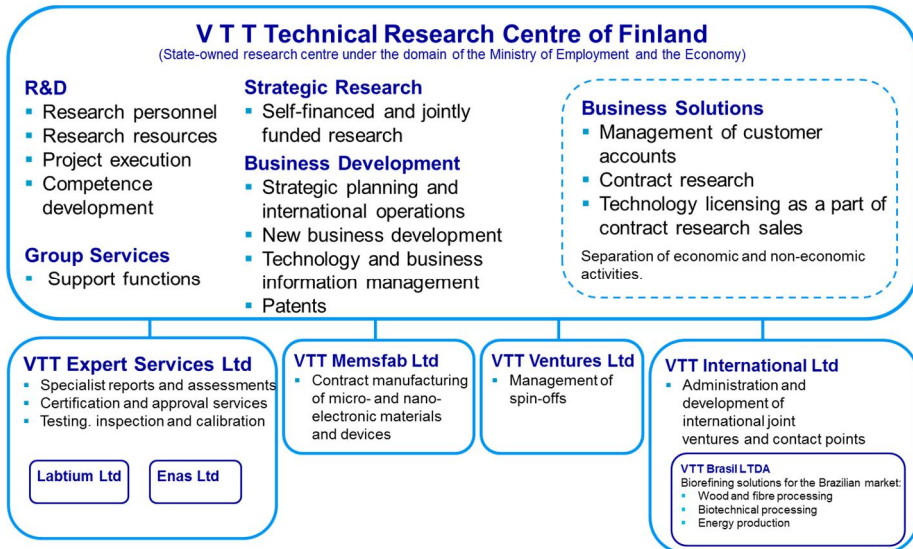 V T T Technical Research Centre of Finland
(State-owned research centre under the domain of the Ministry of Employment and the Economy)
R&D
Research personnel
Research resources
Project execution
Competence
development
Group Services
Support functions
Strategic Research
Self-financed and jointly
funded research
Business Development
Strategic planning and
international operations
New business development
Technology and business
information management
Patents
Business Solutions
Management of customer
accounts
Contract research
Technology licensing as a part of
contract research sales
Separation of economic and non-economic
activities.
VTT Expert Services Ltd
Specialist reports and assessments
Certification and approval services
Testing. inspection and calibration
Labtium Ltd
Enas Ltd
VTT Memsfab Ltd
Contract manufacturing
of micro- and nano-
electronic materials
and devices
VTT Ventures Ltd
Management of
spin-offs
VTT International Ltd
Administration and
development of
international joint
ventures and contact points
VTT Brasil LTDA
Biorefining solutions for the Brazilian market:
Wood and fibre processing
Biotechnical processing
Energy production